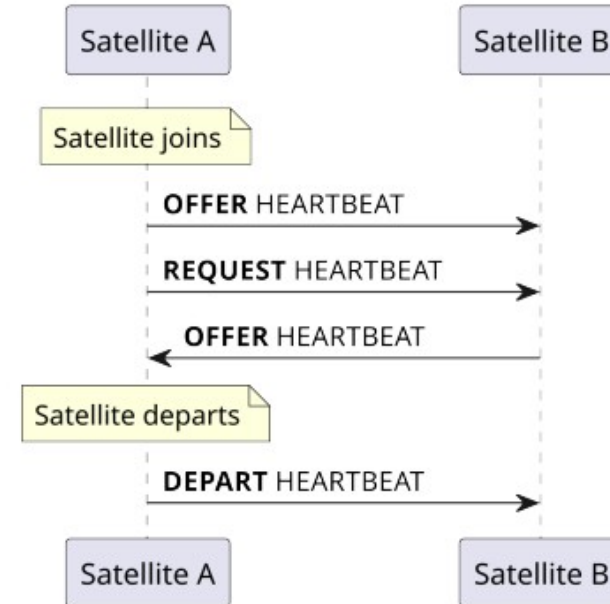 Satellite A
Satellite B
Satellite joins
OFFER HEARTBEAT
REQUEST HEARTBEAT
OFFER HEARTBEAT
Satellite departs
DEPART HEARTBEAT
Satellite A
Satellite B